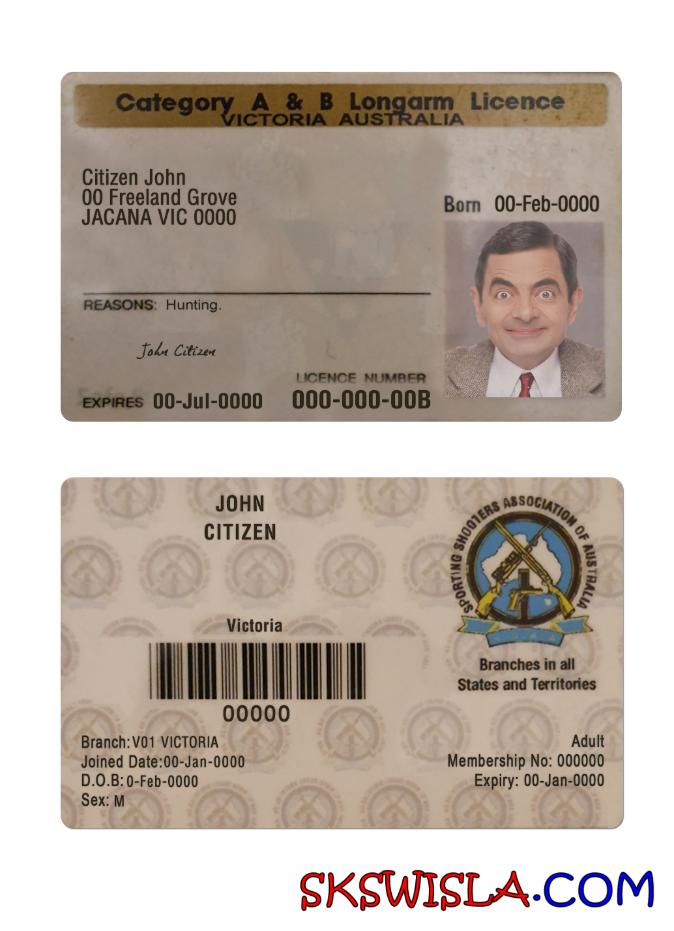 Category A & B Longarm Licence
VICTORIA AUSTRALIA
Citizen John
00 Freeland Grove
JACANA VIC 0000
Born 00-Feb-0000
REASONS: Hunting.
John Citizen
LICENCE NUMBER
EXPIRES 00-Jul-0000 000-000-00B
JOHN
CITIZEN
SPORTING SHOOTERS ASSOCIATION OF AUSTRALIA
Victoria
Branches in all
States and Territories
00000
Branch:V01 VICTORIA
Adult
Joined Date:00-Jan-0000
Membership No: 000000
D.O.B:0-Feb-0000
Expiry: 00-Jan-0000
Sex: M
SKSWISLA.COM